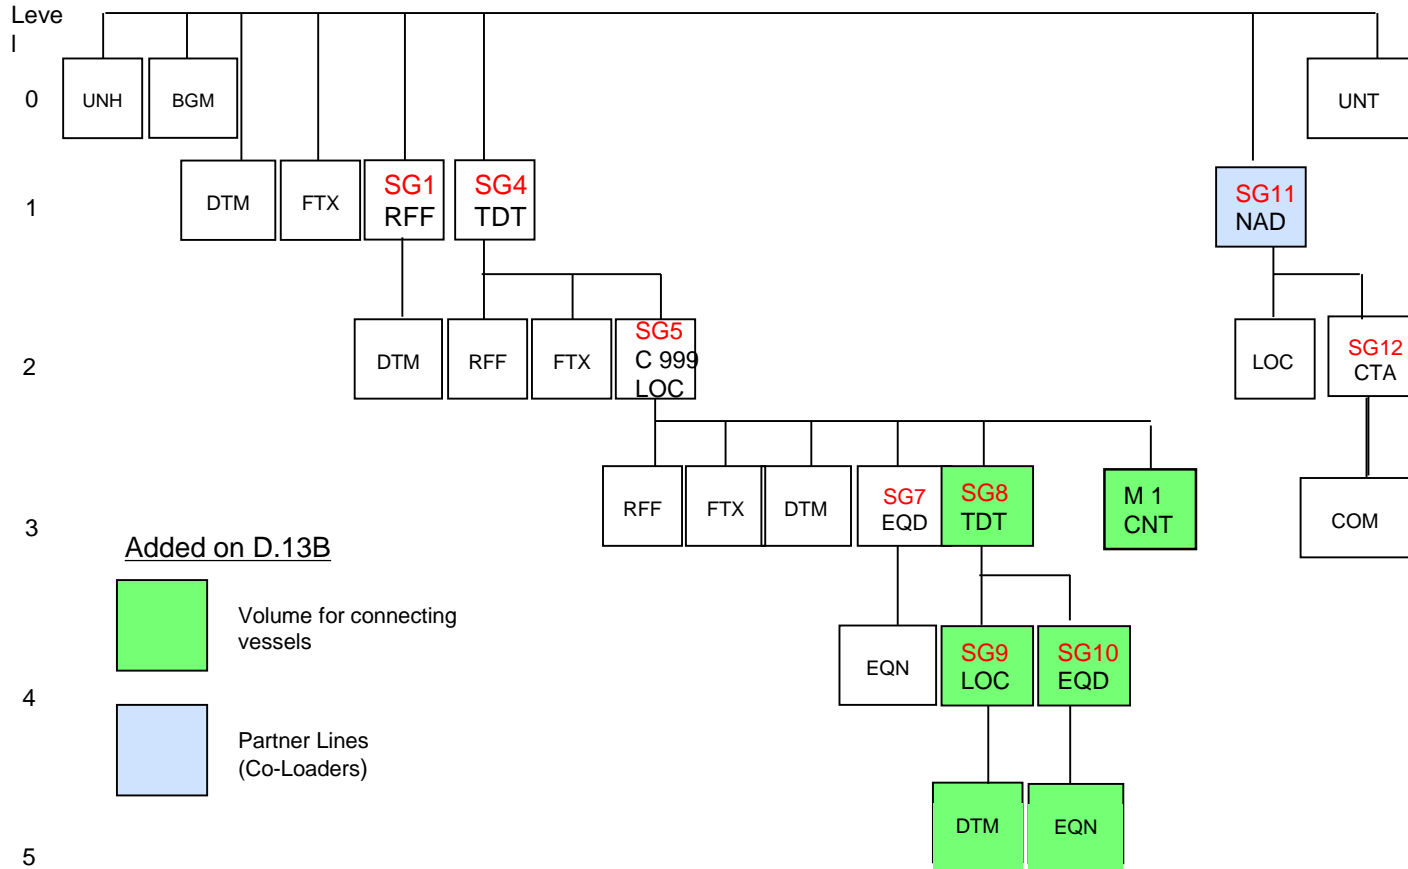 Leve
l
0
UNH
BGM
UNT
1
DTM
FTX
SG1
RFF
SG4
TDT
SG11
NAD
2
DTM
RFF
FTX
SG5
C 999
LOC
LOC
SG12
CTA
3
RFF
FTX
DTM
SG7
EQD
SG8
TDT
M 1
CNT
COM
Added on D.13B
Volume for connecting
vessels
4
EQN
SG9
LOC
SG10
EQD
Partner Lines
(Co-Loaders)
5
DTM
EQN